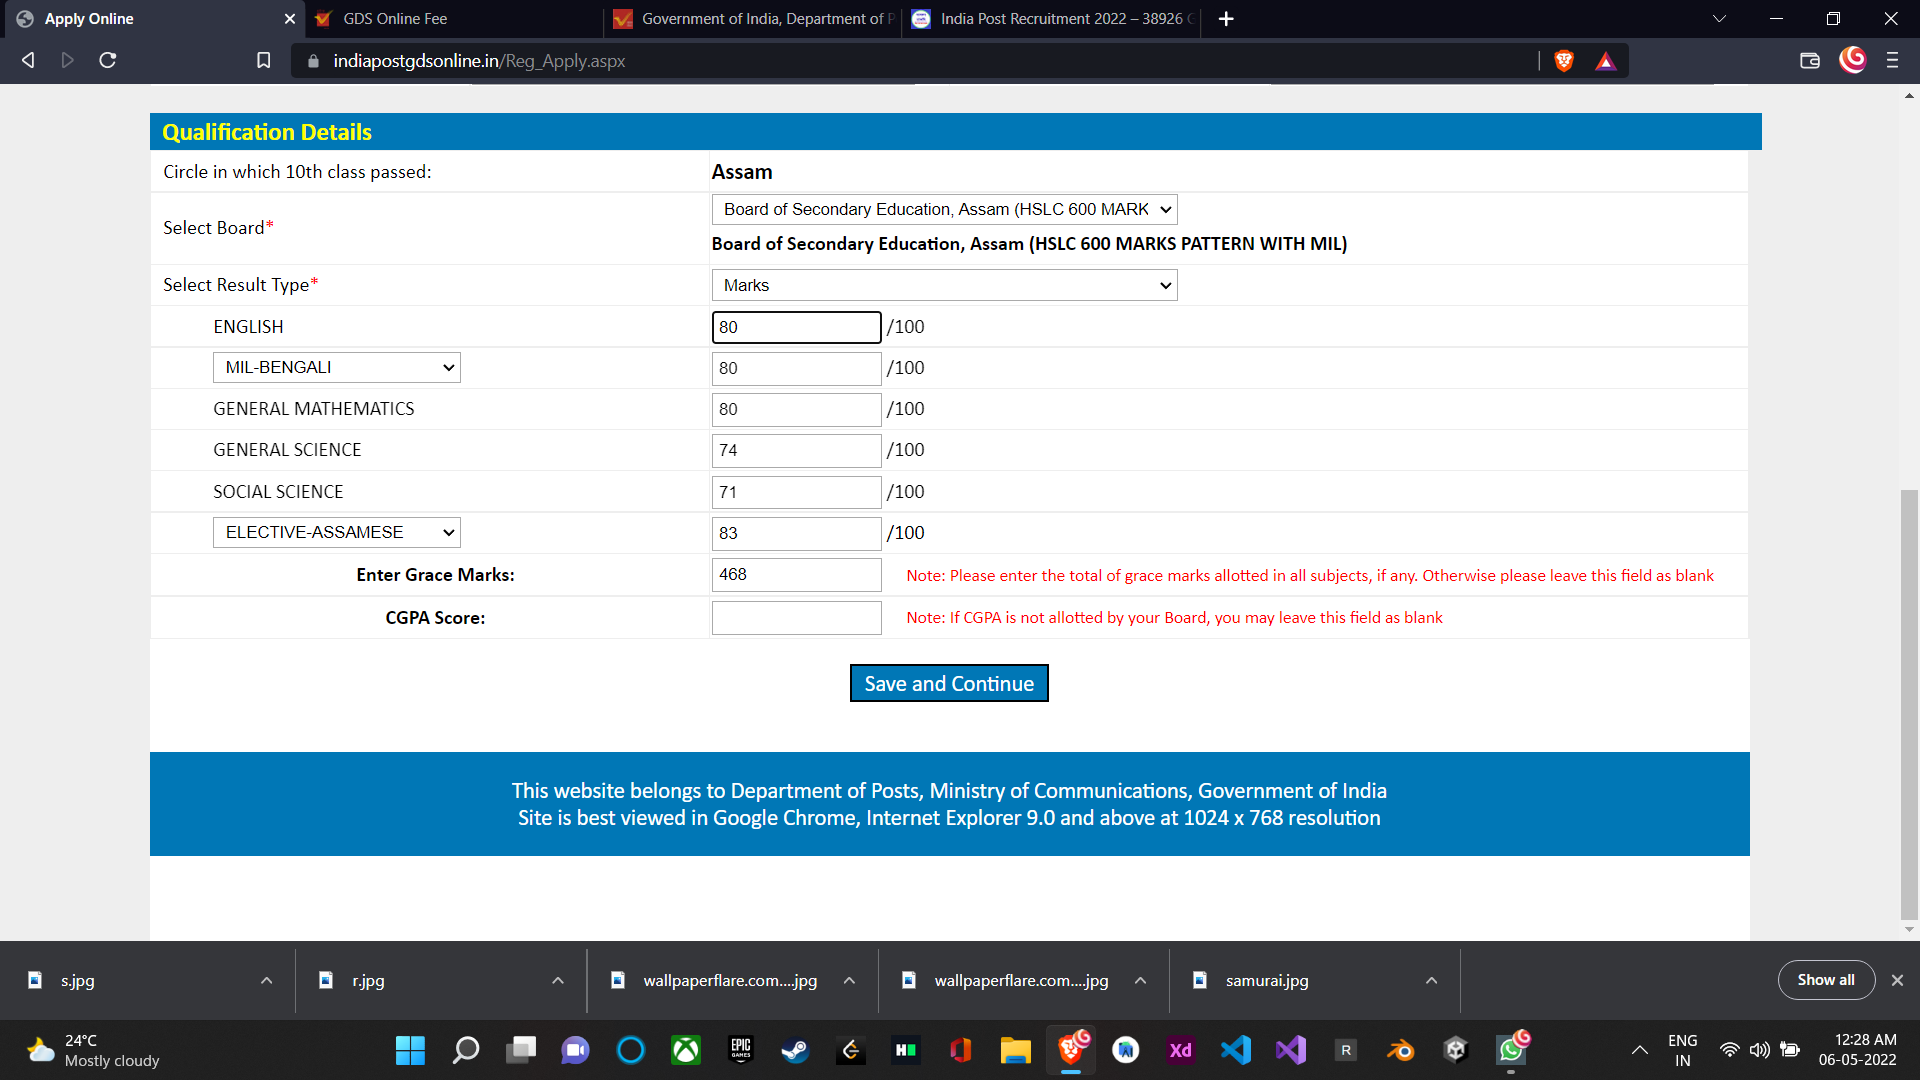 Apply Online
GDS Online Fee
Government of India, Department of P
India Post Recruitment 2022 – 38926 G
indiapostgdsonline.in/Reg_Apply.aspx
Qualification Details
Circle in which 10th class passed: Assam
Select Board* Board of Secondary Education, Assam (HSLC 600 MARK
Board of Secondary Education, Assam (HSLC 600 MARKS PATTERN WITH MIL)
Select Result Type* Marks
ENGLISH 80 /100
MIL-BENGALI 80 /100
GENERAL MATHEMATICS 80 /100
GENERAL SCIENCE 74 /100
SOCIAL SCIENCE 71 /100
ELECTIVE-ASSAMESE 83 /100
Enter Grace Marks: 468 Note: Please enter the total of grace marks allotted in all subjects, if any. Otherwise please leave this field as blank
CGPA Score: Note: If CGPA is not allotted by your Board, you may leave this field as blank
Save and Continue
This website belongs to Department of Posts, Ministry of Communications, Government of India
Site is best viewed in Google Chrome, Internet Explorer 9.0 and above at 1024 x 768 resolution
s.jpg
r.jpg
wallpaperflare.com....jpg
wallpaperflare.com....jpg
samurai.jpg
Show all
24°C
Mostly cloudy
EPIC
GAMES
Xd
R
ENG
IN
12:28 AM
06-05-2022